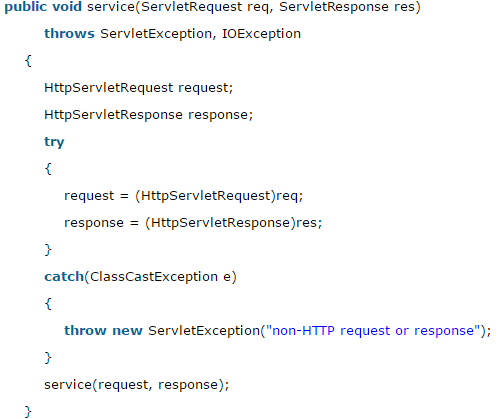 public void service(ServletRequest req, ServletResponse res)
throws ServletException, IOException
{
HttpServletRequest request;
HttpServletResponse response;
try
{
request = (HttpServletRequest)req;
response = (HttpServletResponse)res;
}
catch(ClassCastException e)
{
throw new ServletException("non-HTTP request or response");
}
service(request, response);
}